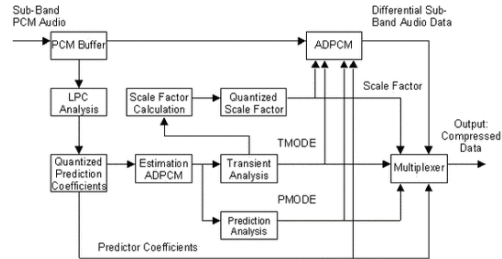 Sub-Band
PCM Audio
Differential Sub-
Band Audio Data
PCM Buffer
ADPCM
LPC
Analysis
Scale Factor
Calculation
Quantized
Scale Factor
Scale Factor
Output:
Compressed
Data
TMODE
Quantized
Prediction
Coefficients
Estimation
ADPCM
Transient
Analysis
Multiplexer
PMODE
Prediction
Analysis
Predictor Coefficients